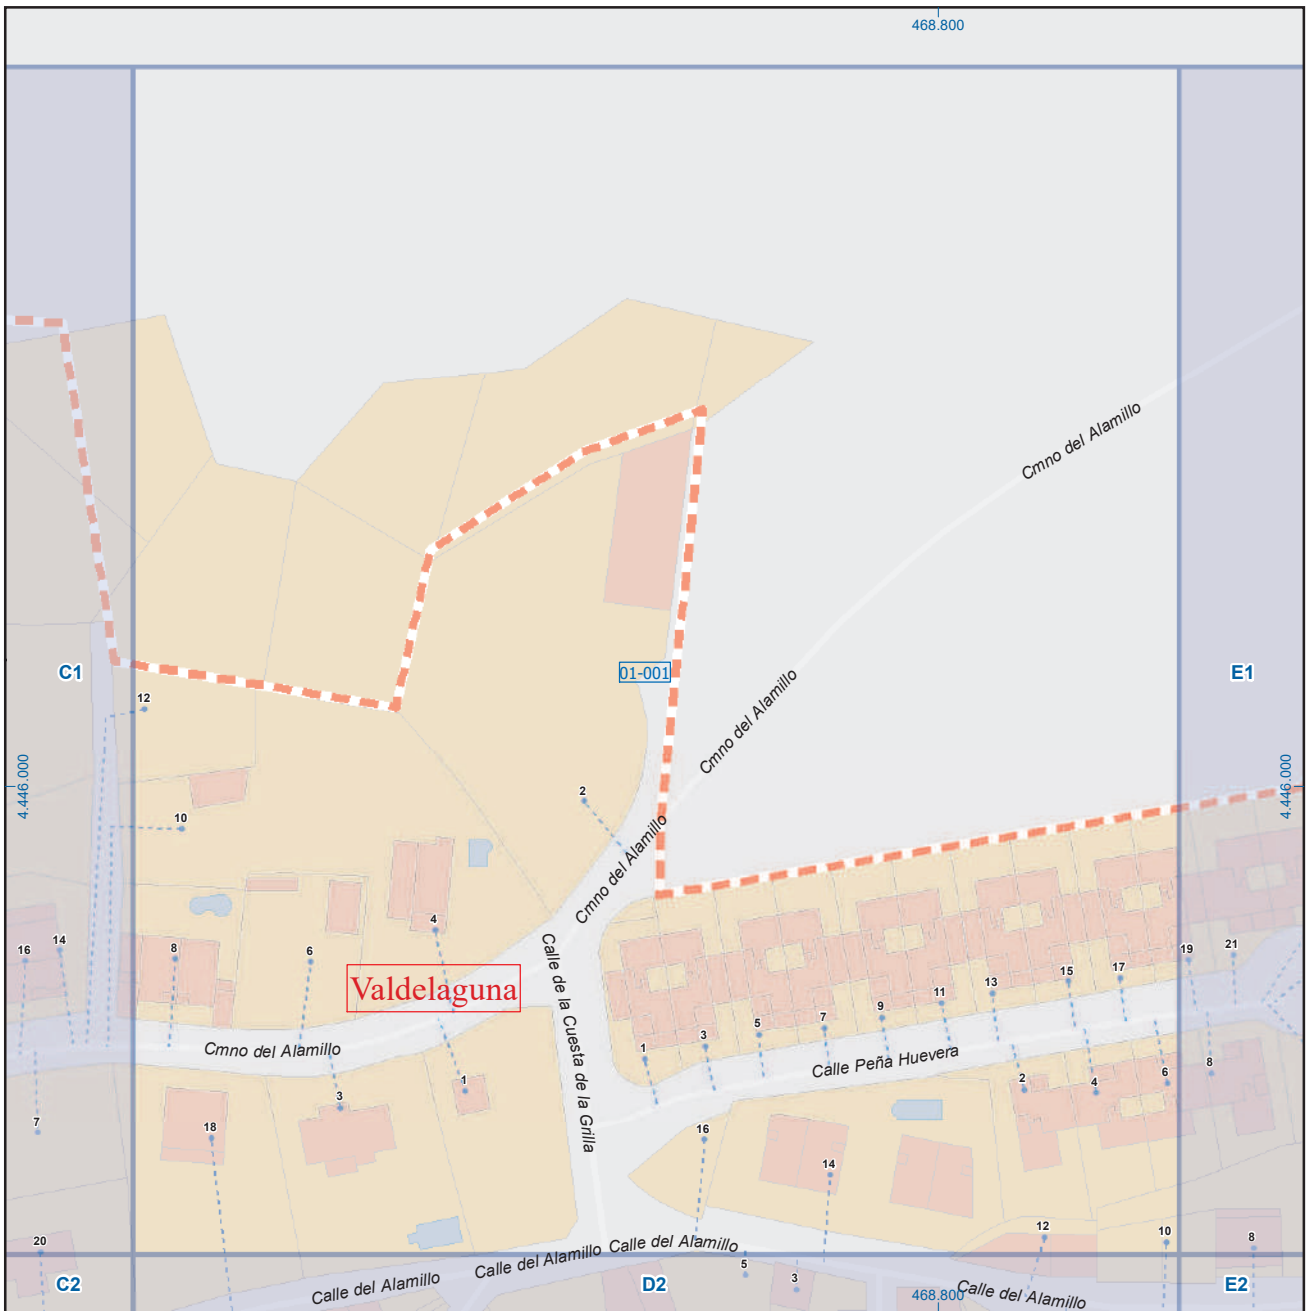 468.800
Cmno del Alamillo
C1
01-001
E1
12
Cmno del Alamillo
4.446.000
4.446.000
2
10
Cmno del Alamillo
4
16
14
8
6
Valdelaguna
Calle de la Cuesta de la Grilla
19
21
15
17
13
11
9
7
5
3
1
Cmno del Alamillo
Calle Peña Huevera
7
18
3
1
2
4
6
8
16
14
20
12
10
8
Calle del Alamillo
Calle del Alamillo
Calle del Alamillo
5
3
C2
D2
468.800
Calle del Alamillo
E2